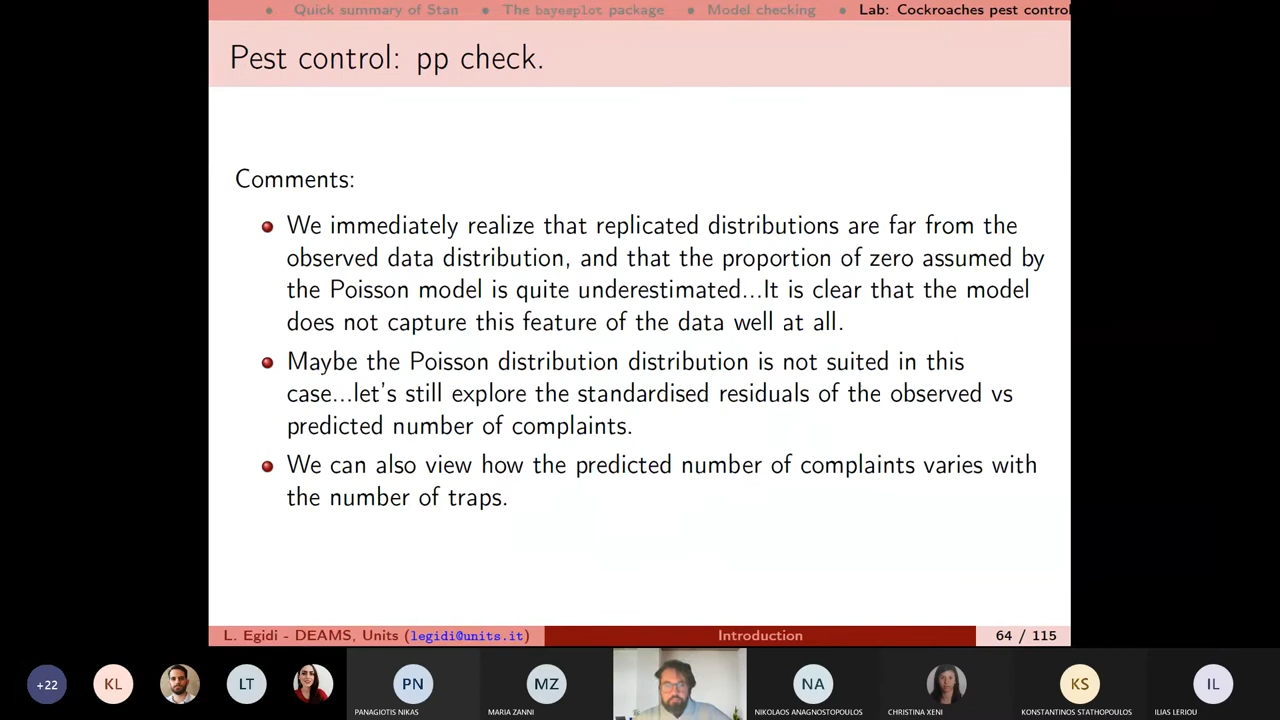 Quick summary of Stan The bayesplot package Model checking Lab: Cockroaches pest control
Pest control: pp check.
Comments:
We immediately realize that replicated distributions are far from the
observed data distribution, and that the proportion of zero assumed by
the Poisson model is quite underestimated...It is clear that the model
does not capture this feature of the data well at all.
Maybe the Poisson distribution distribution is not suited in this
case...let's still explore the standardised residuals of the observed vs
predicted number of complaints.
We can also view how the predicted number of complaints varies with
the number of traps.
L. Egidi - DEAMS, Units (legidi@units.it) Introduction 64 / 115
+22 KL LT PN MZ NA KS IL
PANAGIOTIS NIKAS MARIA ZANNI NIKOLAOS ANAGNOSTOPOULOS CHRISTINA XENI KONSTANTINOS STATHOPOULOS ILIAS LERIOU